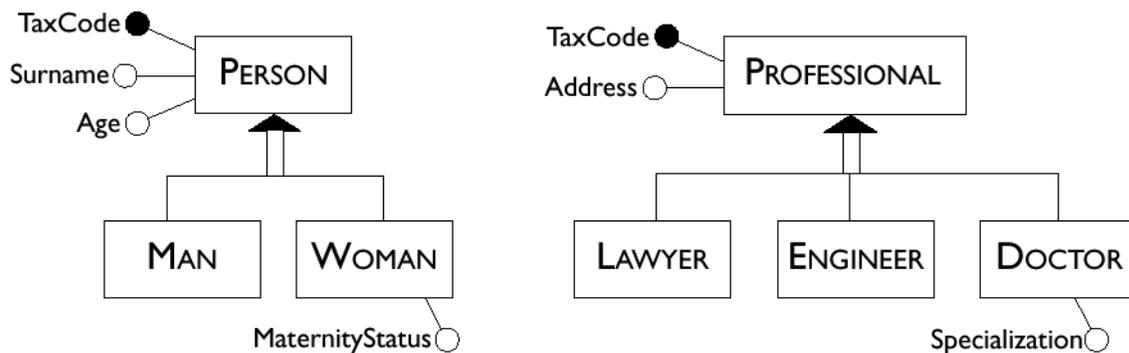 TaxCode
Surname
Age
PERSON
MAN
WOMAN
MaternityStatus
TaxCode
Address
PROFESSIONAL
LAWYER
ENGINEER
DOCTOR
Specialization